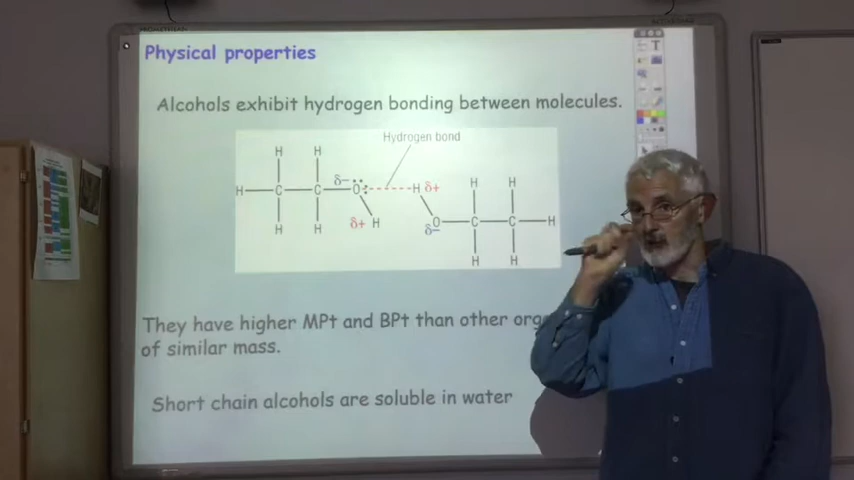 Physical properties
Alcohols exhibit hydrogen bonding between molecules.
Hydrogen bond
H H
δ−
H C C O H δ+ H H
H H δ+ H δ− O C C H
H H
They have higher MPt and BPt than other
of similar mass.
Short chain alcohols are soluble in water